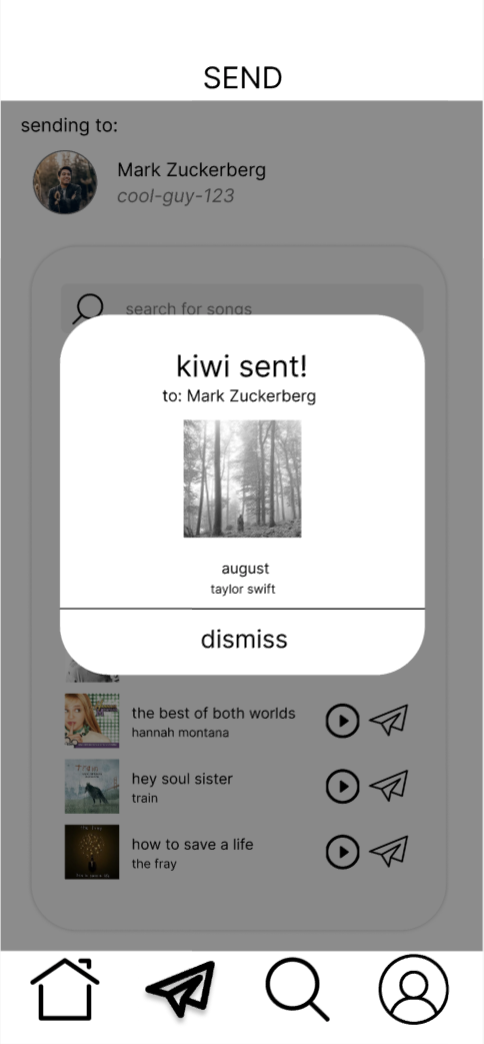 SEND
sending to:
Mark Zuckerberg
cool-guy-123
search for songs
kiwi sent!
to: Mark Zuckerberg
august
taylor swift
dismiss
the best of both worlds
hannah montana
hey soul sister
train
how to save a life
the fray